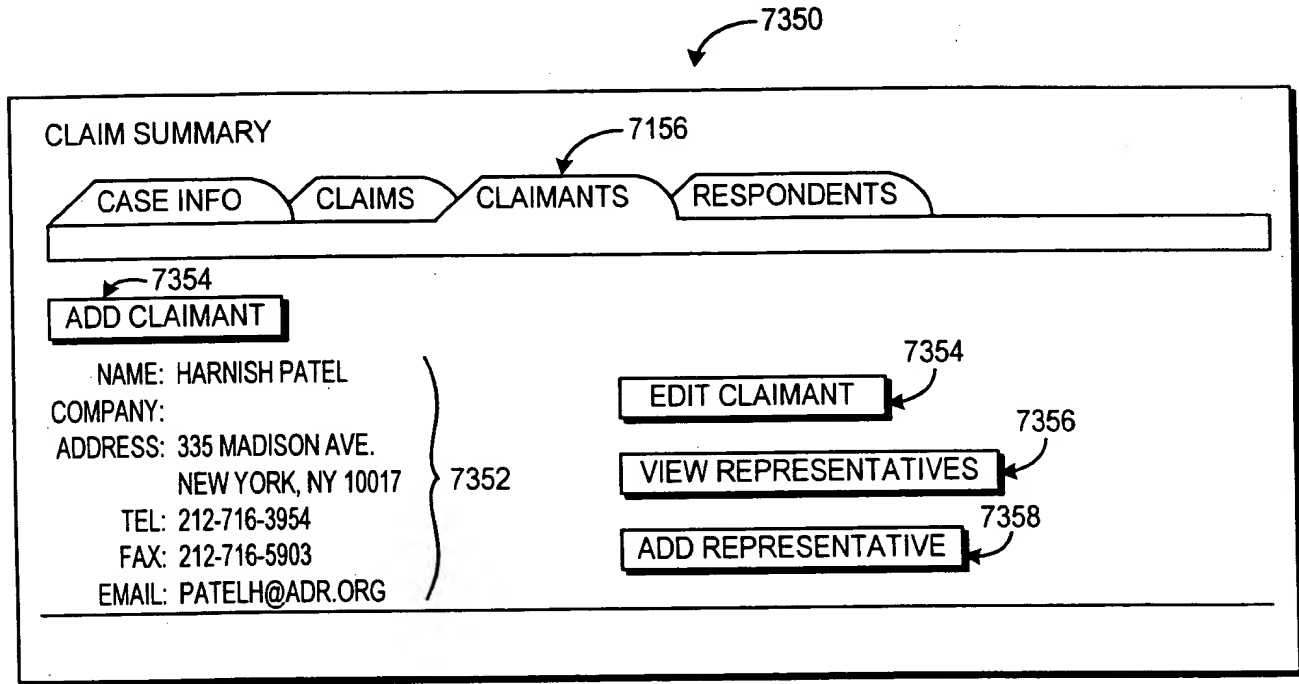 7350
CLAIM SUMMARY
7156
CASE INFO CLAIMS CLAIMANTS RESPONDENTS
7354
ADD CLAIMANT
NAME: HARNISH PATEL
COMPANY:
ADDRESS: 335 MADISON AVE.
NEW YORK, NY 10017
TEL: 212-716-3954
FAX: 212-716-5903
EMAIL: PATELH@ADR.ORG
7352
7354
EDIT CLAIMANT
7356
VIEW REPRESENTATIVES
7358
ADD REPRESENTATIVE